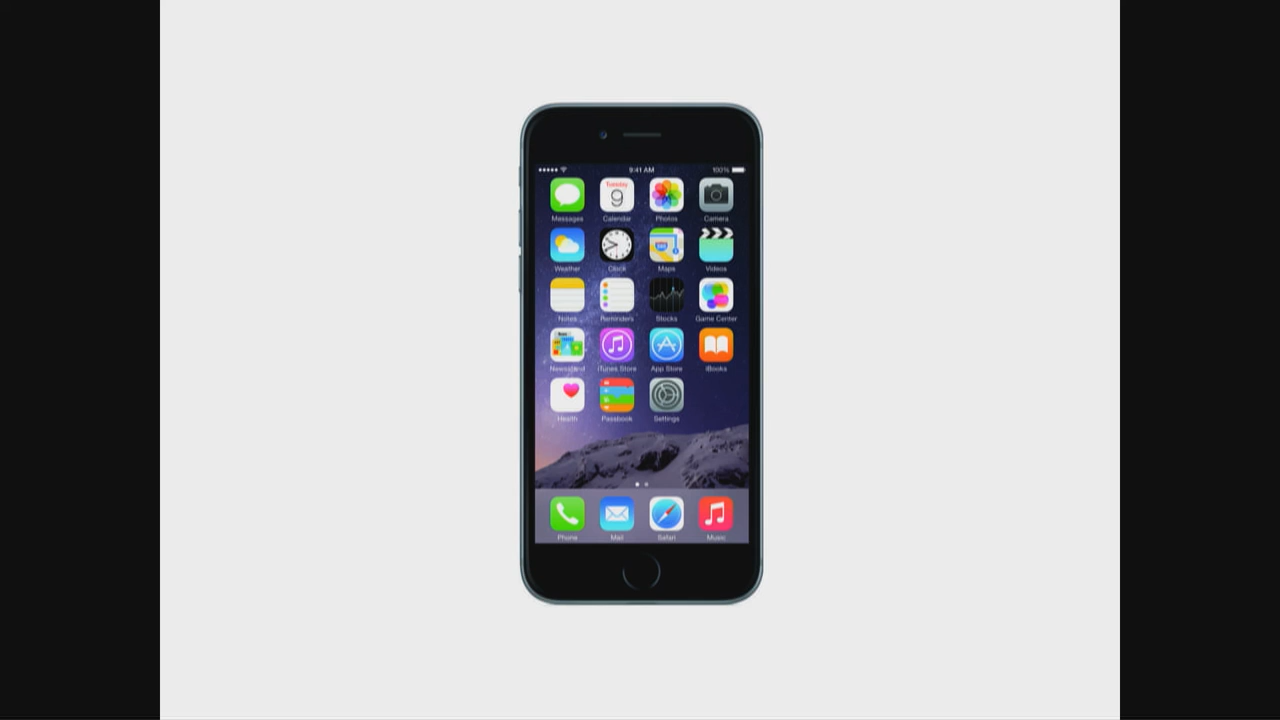 9:41 AM 100%
Tuesday
9
Messages Calendar Photos Camera
Weather Clock Maps Videos
Notes Reminders Stocks Game Center
Newsstand iTunes Store App Store iBooks
Health Passbook Settings
Phone Mail Safari Music